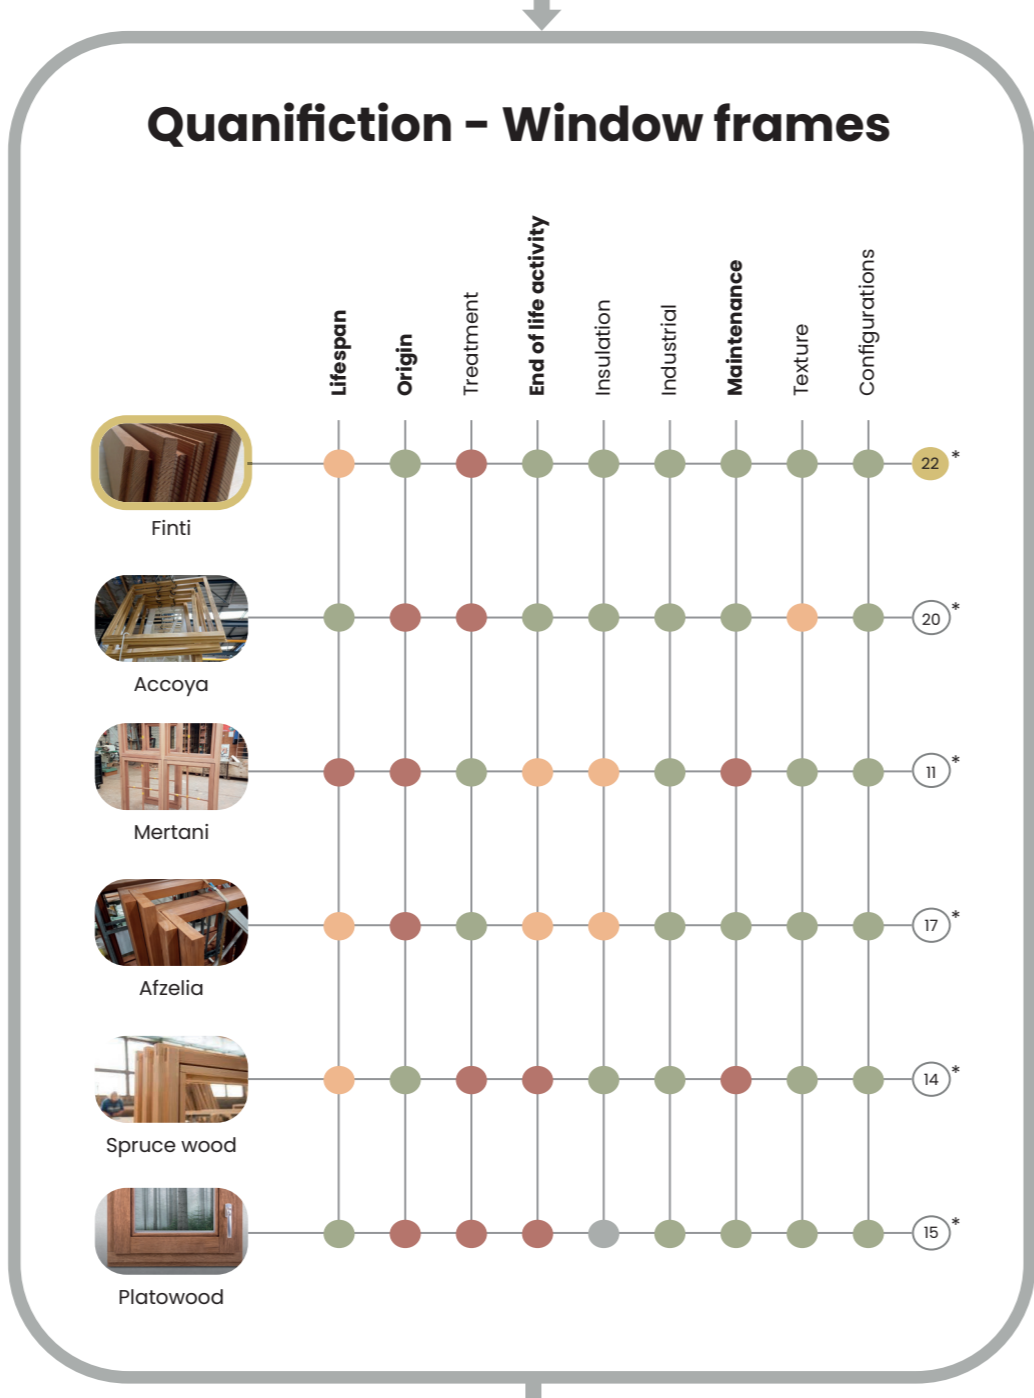 Quanifiction - Window frames
Lifespan
Origin
Treatment
End of life activity
Insulation
Industrial
Maintenance
Texture
Configurations
22 *
Finti
20 *
Accoya
11 *
Mertani
17 *
Afzelia
14 *
Spruce wood
15 *
Platowood